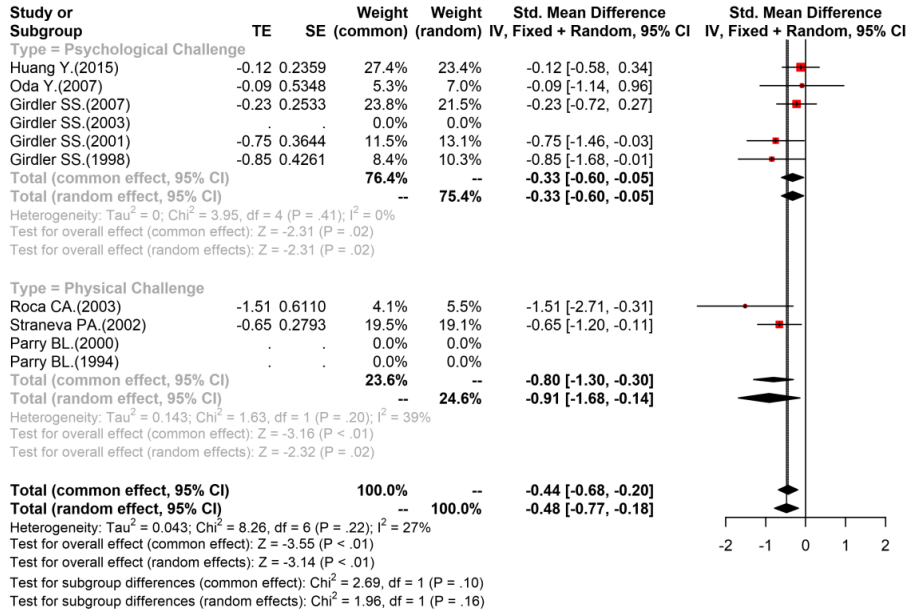 Study or Weight Weight Std. Mean Difference Std. Mean Difference
Subgroup TE SE (common) (random) IV, Fixed + Random, 95% CI IV, Fixed + Random, 95% CI
Type = Psychological Challenge
Huang Y.(2015) -0.12 0.2359 27.4% 23.4% -0.12 [-0.58, 0.34]
Oda Y.(2007) -0.09 0.5348 5.3% 7.0% -0.09 [-1.14, 0.96]
Girdler SS.(2007) -0.23 0.2533 23.8% 21.5% -0.23 [-0.72, 0.27]
Girdler SS.(2003) . . 0.0% 0.0%
Girdler SS.(2001) -0.75 0.3644 11.5% 13.1% -0.75 [-1.46, -0.03]
Girdler SS.(1998) -0.85 0.4261 8.4% 10.3% -0.85 [-1.68, -0.01]
Total (common effect, 95% CI) 76.4% -- -0.33 [-0.60, -0.05]
Total (random effect, 95% CI) -- 75.4% -0.33 [-0.60, -0.05]
Heterogeneity: Tau² = 0; Chi² = 3.95, df = 4 (P = .41); I² = 0%
Test for overall effect (common effect): Z = -2.31 (P = .02)
Test for overall effect (random effects): Z = -2.31 (P = .02)
Type = Physical Challenge
Roca CA.(2003) -1.51 0.6110 4.1% 5.5% -1.51 [-2.71, -0.31]
Straneva PA.(2002) -0.65 0.2793 19.5% 19.1% -0.65 [-1.20, -0.11]
Parry BL.(2000) . . 0.0% 0.0%
Parry BL.(1994) . . 0.0% 0.0%
Total (common effect, 95% CI) 23.6% -- -0.80 [-1.30, -0.30]
Total (random effect, 95% CI) -- 24.6% -0.91 [-1.68, -0.14]
Heterogeneity: Tau² = 0.143; Chi² = 1.63, df = 1 (P = .20); I² = 39%
Test for overall effect (common effect): Z = -3.16 (P < .01)
Test for overall effect (random effects): Z = -2.32 (P = .02)
Total (common effect, 95% CI) 100.0% -- -0.44 [-0.68, -0.20]
Total (random effect, 95% CI) -- 100.0% -0.48 [-0.77, -0.18]
Heterogeneity: Tau² = 0.043; Chi² = 8.26, df = 6 (P = .22); I² = 27%
Test for overall effect (common effect): Z = -3.55 (P < .01)
Test for overall effect (random effects): Z = -3.14 (P < .01)
Test for subgroup differences (common effect): Chi² = 2.69, df = 1 (P = .10)
Test for subgroup differences (random effects): Chi² = 1.96, df = 1 (P = .16)
-2 -1 0 1 2